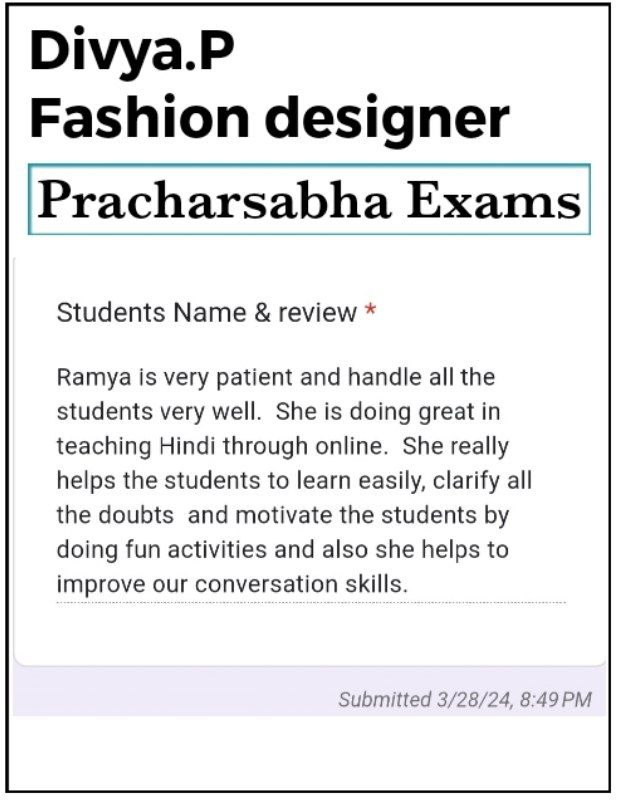 Divya.P
Fashion designer
Pracharsabha Exams
Students Name & review *
Ramya is very patient and handle all the
students very well.  She is doing great in
teaching Hindi through online.  She really
helps the students to learn easily, clarify all
the doubts  and motivate the students by
doing fun activities and also she helps to
improve our conversation skills.
Submitted 3/28/24, 8:49 PM